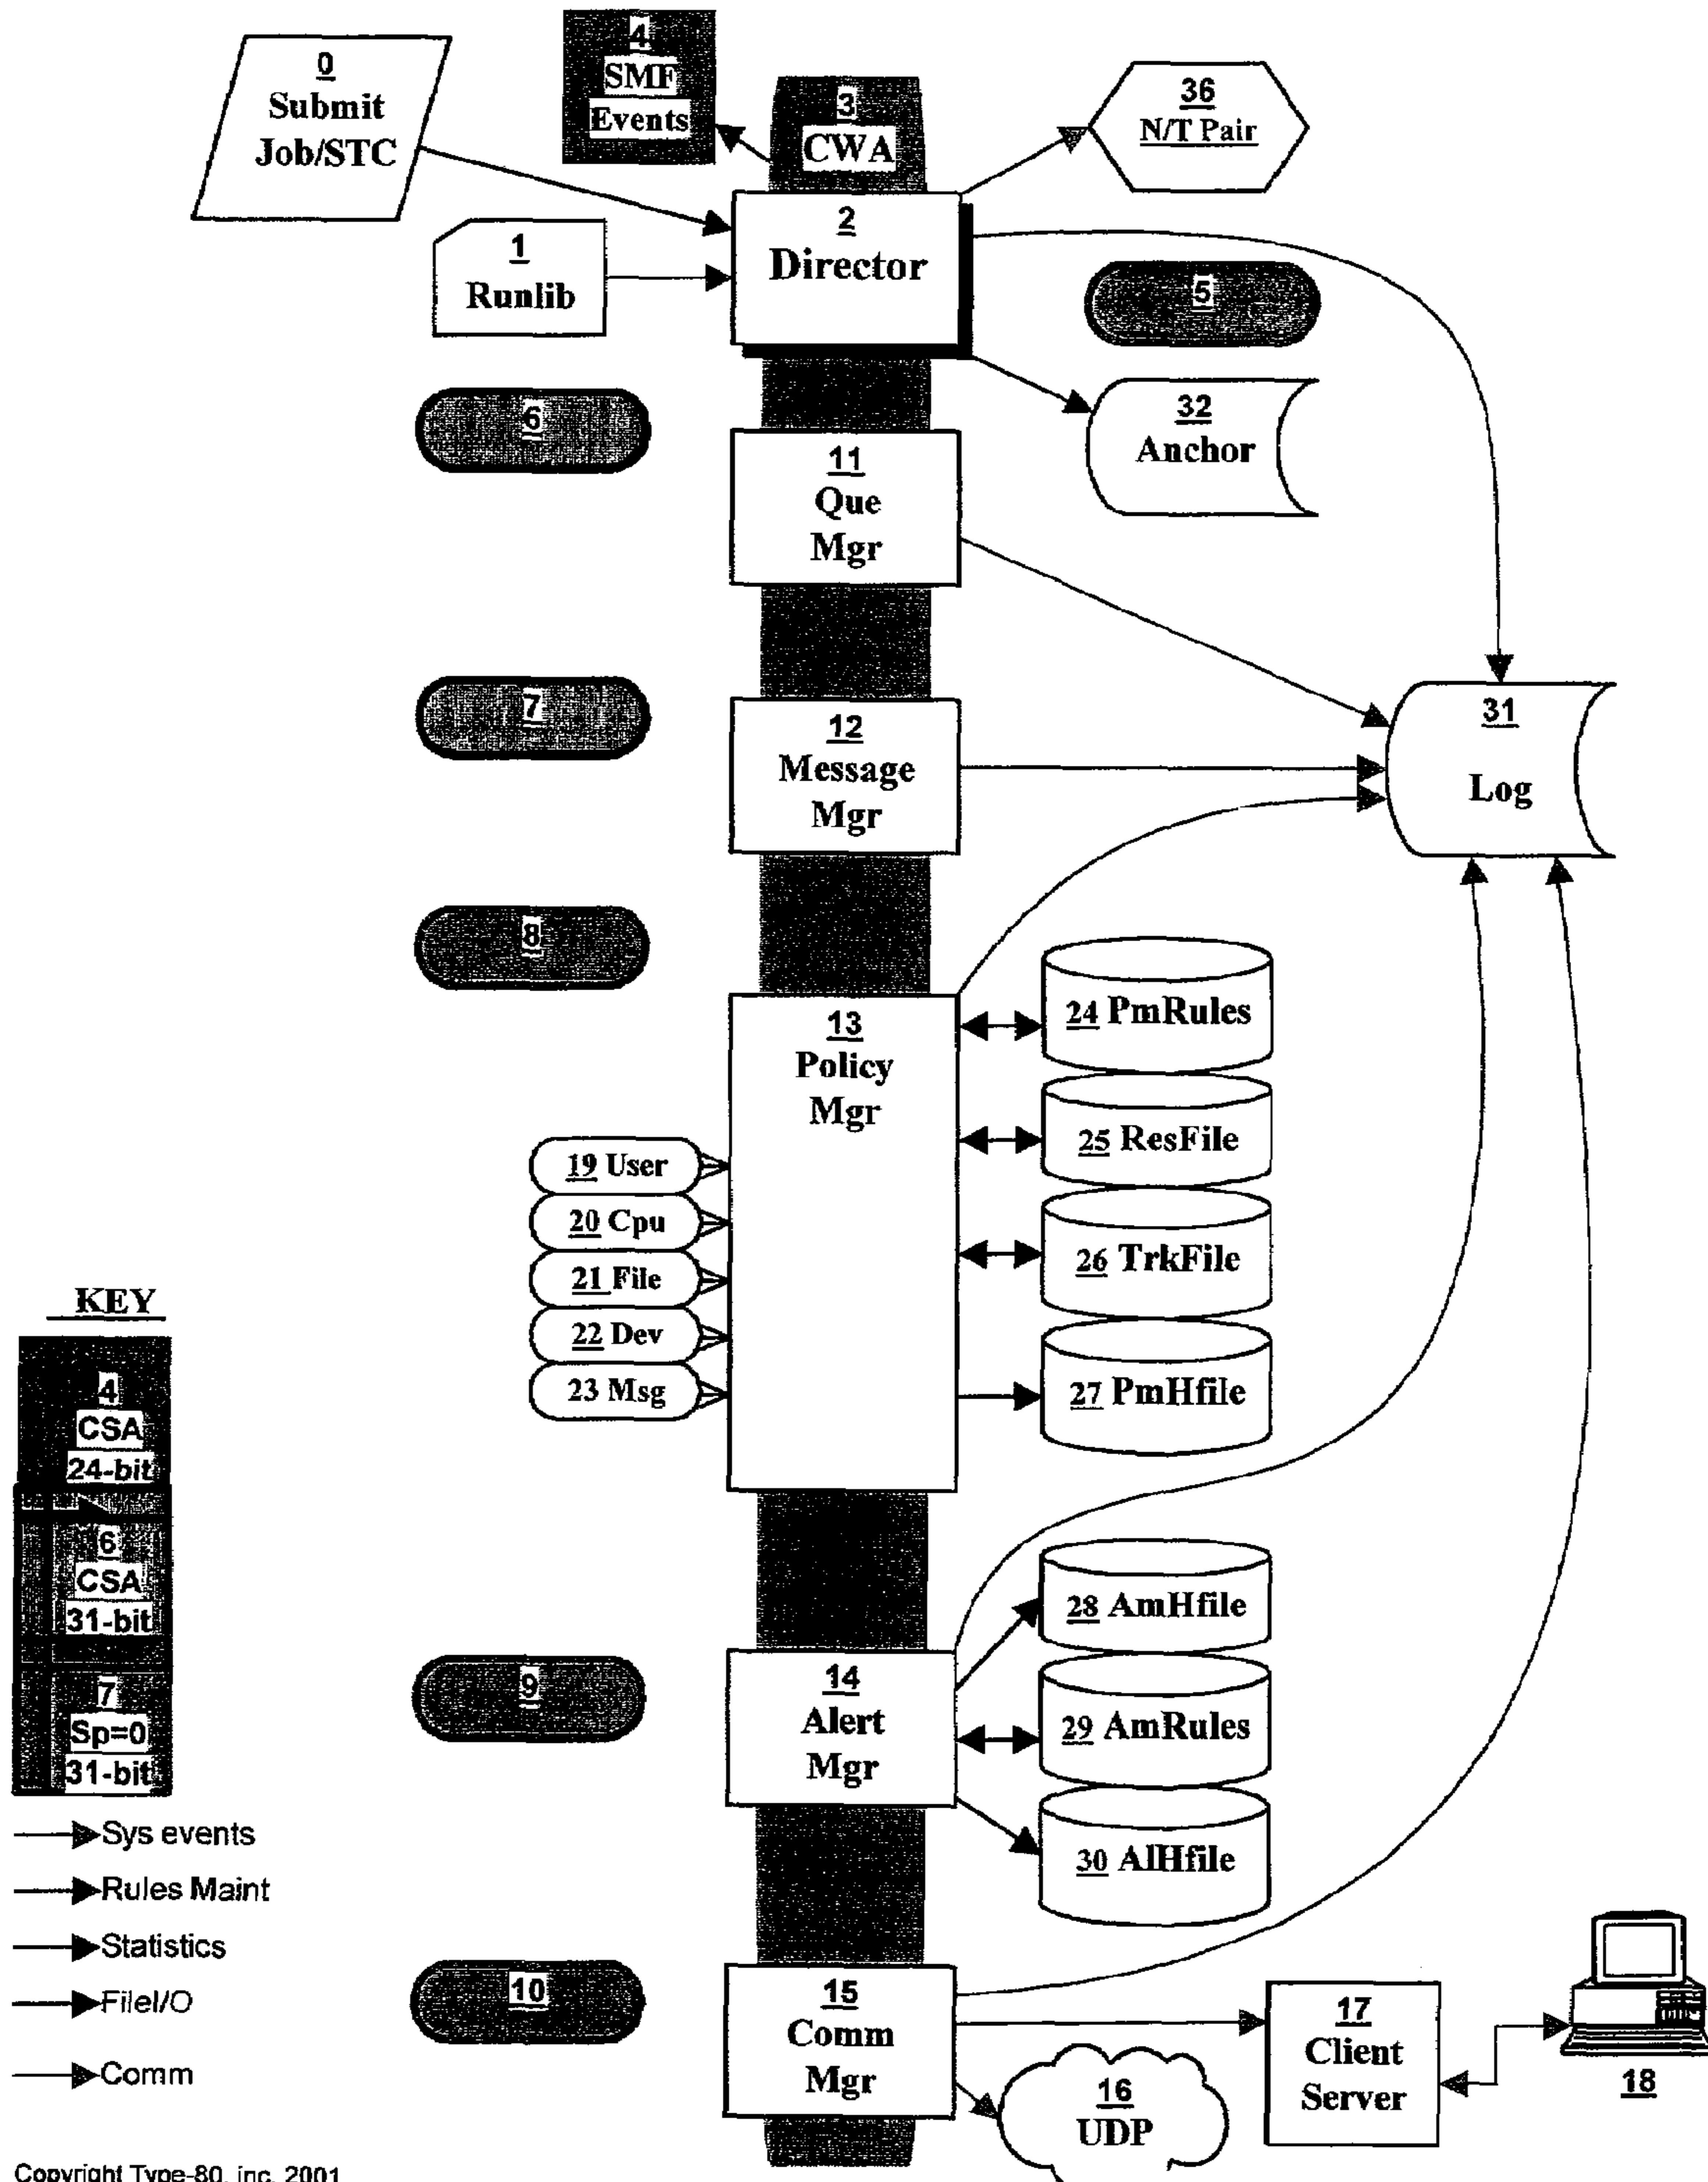 0
Submit
Job/STC
4
SMF
Events
3
CWA
36
N/T Pair
1
Runlib
2
Director
5
6
32
Anchor
11
Que
Mgr
7
12
Message
Mgr
31
Log
8
13
Policy
Mgr
24 PmRules
25 ResFile
26 TrkFile
27 PmHfile
19 User
20 Cpu
21 File
22 Dev
23 Msg
KEY
4
CSA
24-bit
6
CSA
31-bit
7
Sp=0
31-bit
Sys events
Rules Maint
Statistics
FileI/O
Comm
9
14
Alert
Mgr
28 AmHfile
29 AmRules
30 AlHfile
10
15
Comm
Mgr
16
UDP
17
Client
Server
18
Copyright Type-80, inc. 2001